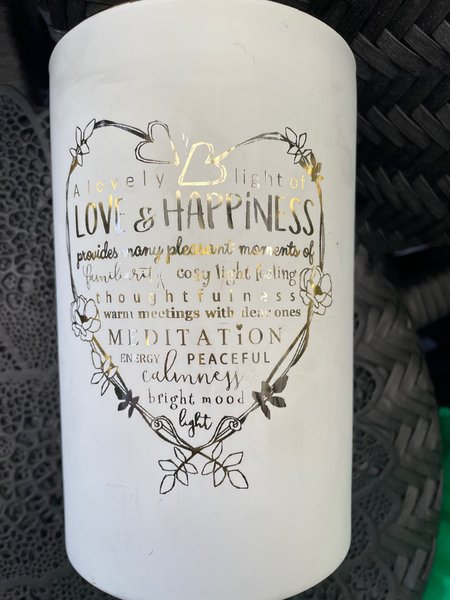 A lovely light of
LOVE & HAPPiNESS
provides many pleasant moments of
familiarity cosy light feeling
thoughtfulness
warm meetings with dear ones
MEDITATiON
ENERGY PEACEFUL
calmness
bright mood
light